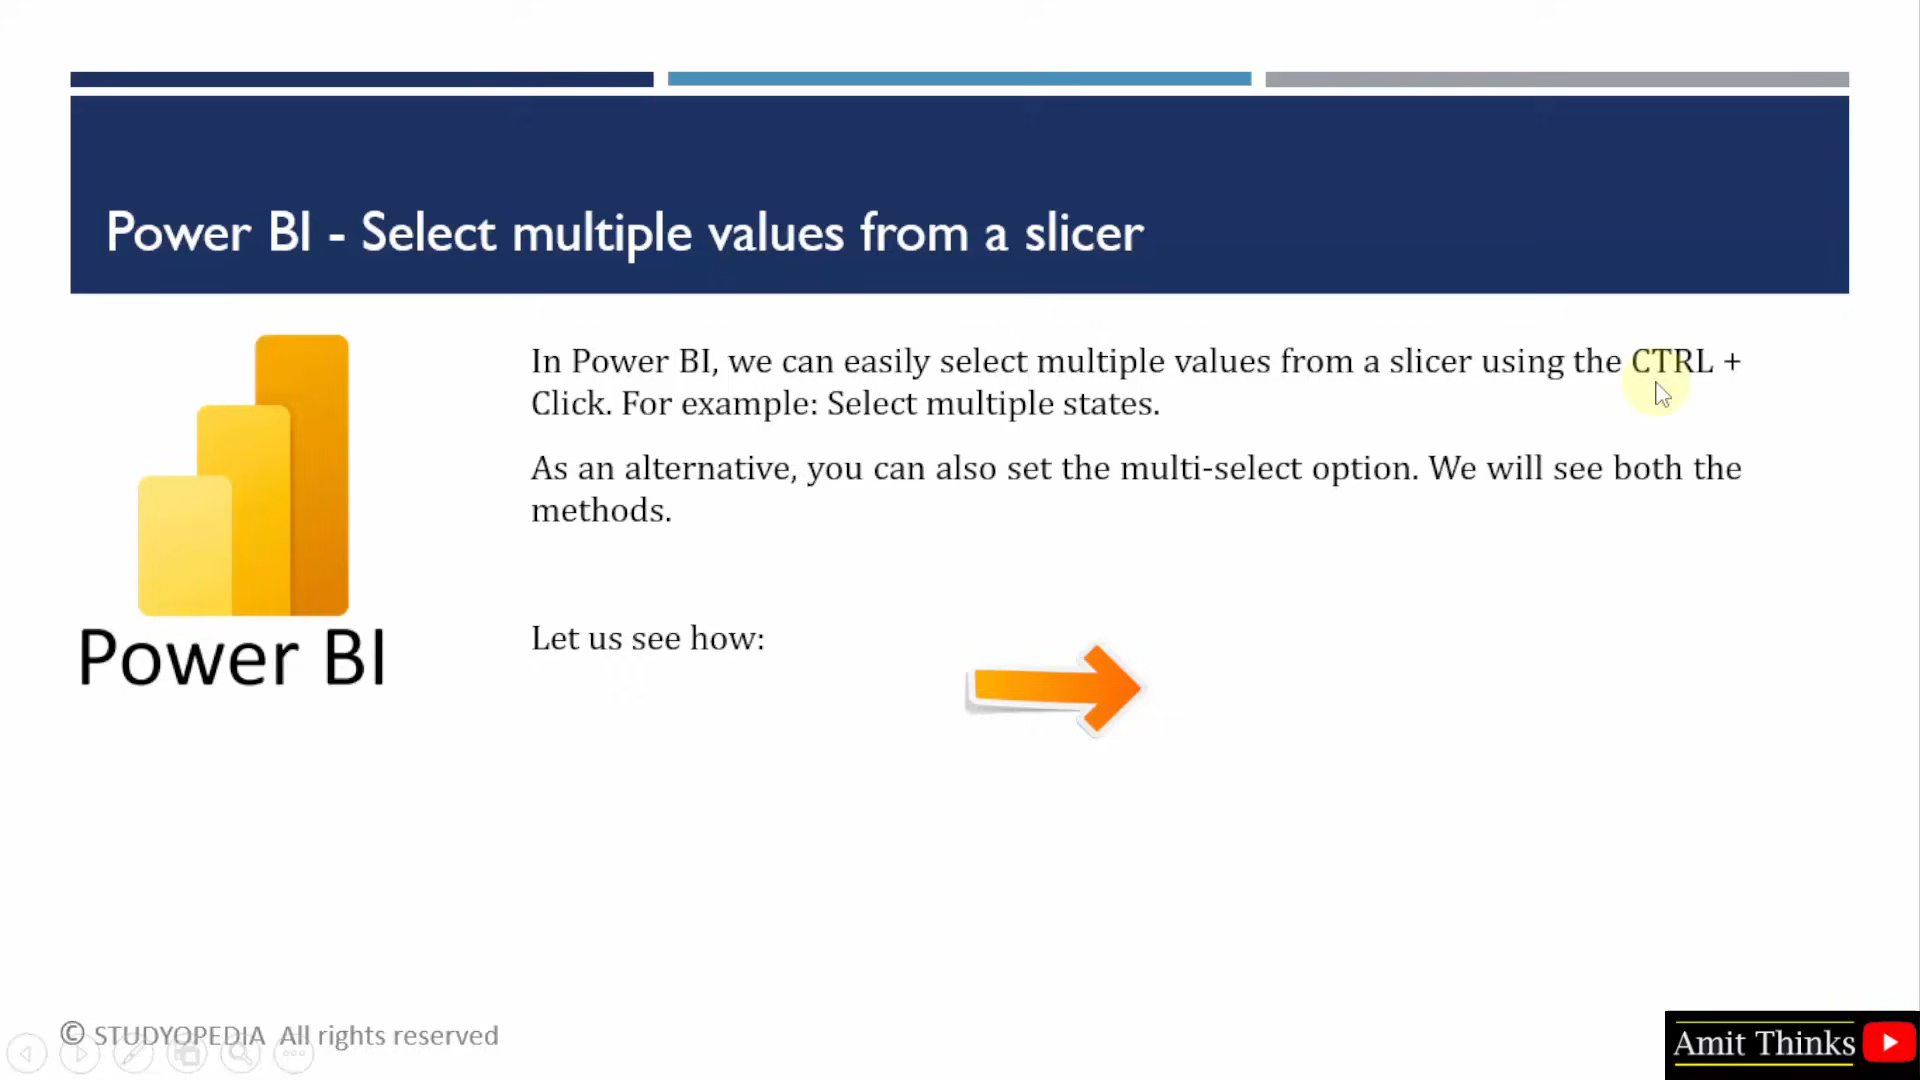 Power BI - Select multiple values from a slicer
In Power BI, we can easily select multiple values from a slicer using the CTRL +
Click. For example: Select multiple states.
As an alternative, you can also set the multi-select option. We will see both the
methods.
Power BI
Let us see how:
© STUDYOPEDIA All rights reserved
Amit Thinks